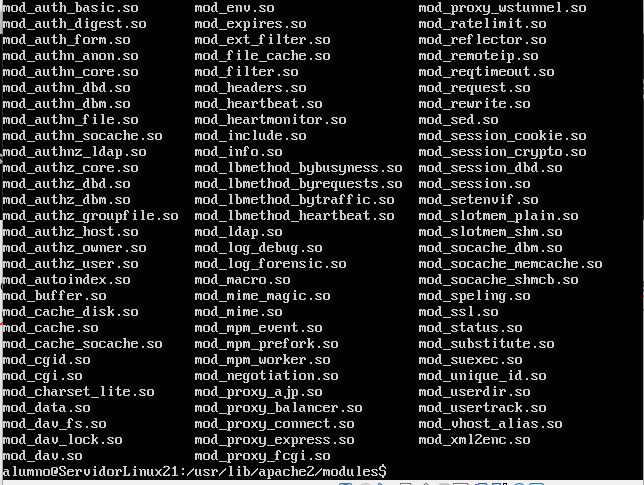 mod_auth_basic.so mod_env.so mod_proxy_wstunnel.so
mod_auth_digest.so mod_expires.so mod_ratelimit.so
mod_auth_form.so mod_ext_filter.so mod_reflector.so
mod_authn_anon.so mod_file_cache.so mod_remoteip.so
mod_authn_core.so mod_filter.so mod_reqtimeout.so
mod_authn_dbd.so mod_headers.so mod_request.so
mod_authn_dbm.so mod_heartbeat.so mod_rewrite.so
mod_authn_file.so mod_heartmonitor.so mod_sed.so
mod_authn_socache.so mod_include.so mod_session_cookie.so
mod_authnz_ldap.so mod_info.so mod_session_crypto.so
mod_authz_core.so mod_lbmethod_bybusyness.so mod_session_dbd.so
mod_authz_dbd.so mod_lbmethod_byrequests.so mod_session.so
mod_authz_dbm.so mod_lbmethod_bytraffic.so mod_setenvif.so
mod_authz_groupfile.so mod_lbmethod_heartbeat.so mod_slotmem_plain.so
mod_authz_host.so mod_ldap.so mod_slotmem_shm.so
mod_authz_owner.so mod_log_debug.so mod_socache_dbm.so
mod_authz_user.so mod_log_forensic.so mod_socache_memcache.so
mod_autoindex.so mod_macro.so mod_socache_shmcb.so
mod_buffer.so mod_mime_magic.so mod_speling.so
mod_cache_disk.so mod_mime.so mod_ssl.so
mod_cache.so mod_mpm_event.so mod_status.so
mod_cache_socache.so mod_mpm_prefork.so mod_substitute.so
mod_cgid.so mod_mpm_worker.so mod_suexec.so
mod_cgi.so mod_negotiation.so mod_unique_id.so
mod_charset_lite.so mod_proxy_ajp.so mod_userdir.so
mod_data.so mod_proxy_balancer.so mod_usertrack.so
mod_dav_fs.so mod_proxy_connect.so mod_vhost_alias.so
mod_dav_lock.so mod_proxy_express.so mod_xml2enc.so
mod_dav.so mod_proxy_fcgi.so
alumno@ServidorLinux21:/usr/lib/apache2/modules$